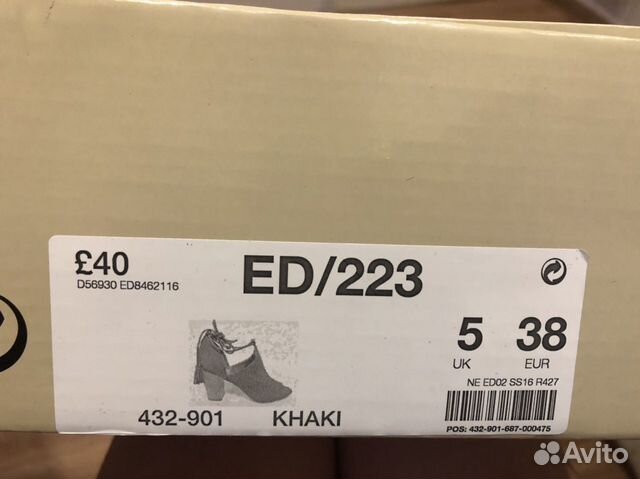 £40
D56930 ED8462116
ED/223
5 38
UK EUR
NE ED02 SS16 R427
432-901 KHAKI
POS: 432-901-687-000475
Avito